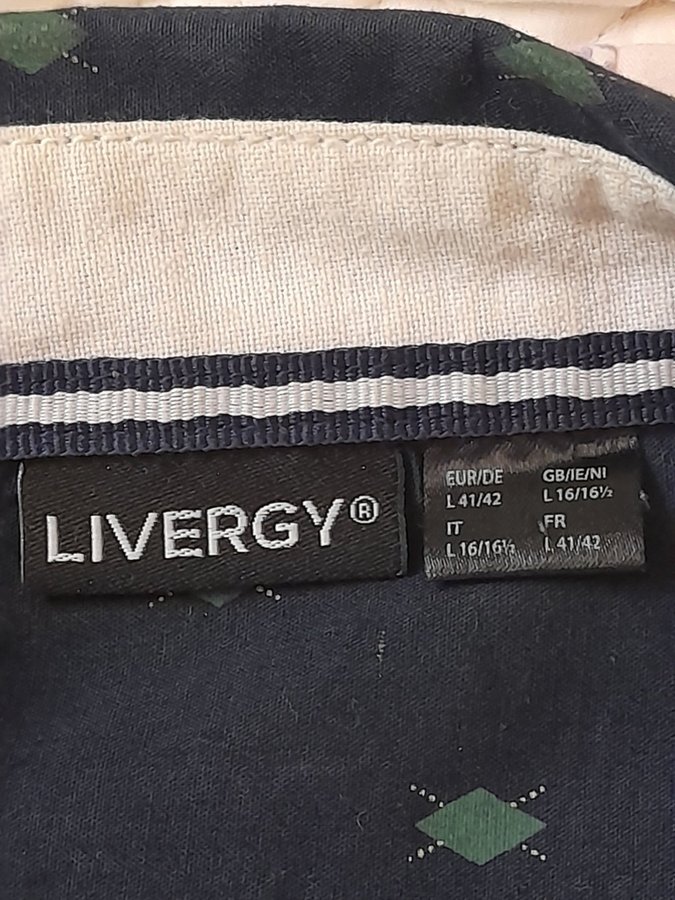 LIVERGY®
EUR/DE
L 41/42
GB/IE/NI
L 16/16½
IT
L 16/16½
FR
L 41/42